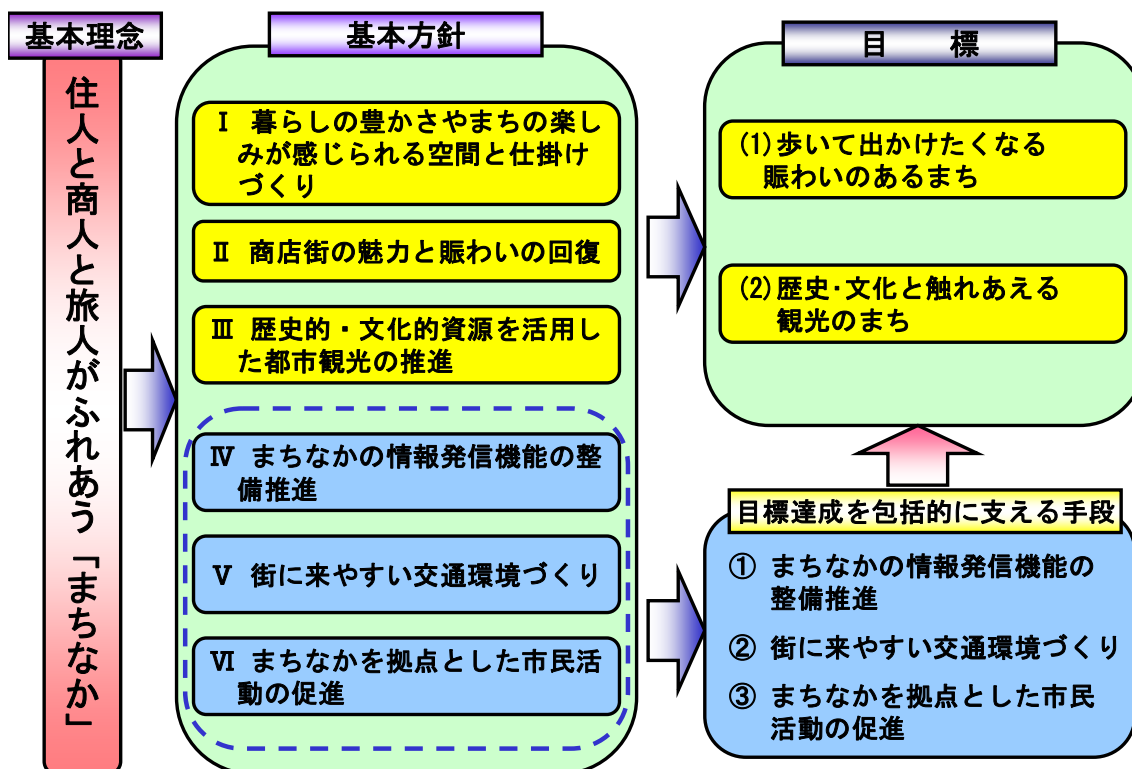 基本理念
住人と商人と旅人がふれあう「まちなか」
基本方針
Ⅰ 暮らしの豊かさやまちの楽し
みが感じられる空間と仕掛け
づくり
Ⅱ 商店街の魅力と賑わいの回復
Ⅲ 歴史的・文化的資源を活用し
た都市観光の推進
Ⅳ まちなかの情報発信機能の整
備推進
Ⅴ 街に来やすい交通環境づくり
Ⅵ まちなかを拠点とした市民活
動の促進
目 標
(1)歩いて出かけたくなる
賑わいのあるまち
(2)歴史・文化と触れあえる
観光のまち
目標達成を包括的に支える手段
① まちなかの情報発信機能の
整備推進
② 街に来やすい交通環境づくり
③ まちなかを拠点とした市民
活動の促進